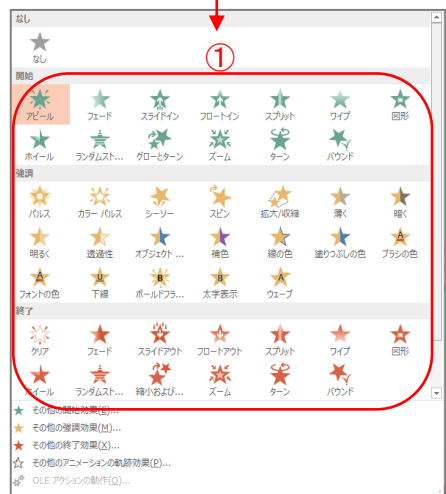 なし
なし
①
開始
アピール フェード スライドイン フロートイン スプリット ワイプ 図形
ホイール ランダムスト... グローとターン ズーム ターン バウンド
強調
パルス カラー パルス シーソー スピン 拡大/収縮 薄く 暗く
明るく 透過性 オブジェクト ... 補色 線の色 塗りつぶしの色 ブラシの色
フォントの色 下線 ボールドフラ... 太字表示 ウェーブ
終了
クリア フェード スライドアウト フロートアウト スプリット ワイプ 図形
ホイール ランダムスト... 縮小および... ズーム ターン バウンド
その他の開始効果(E)...
その他の強調効果(M)...
その他の終了効果(X)...
その他のアニメーションの軌跡効果(P)...
OLE アクションの動作(O)...